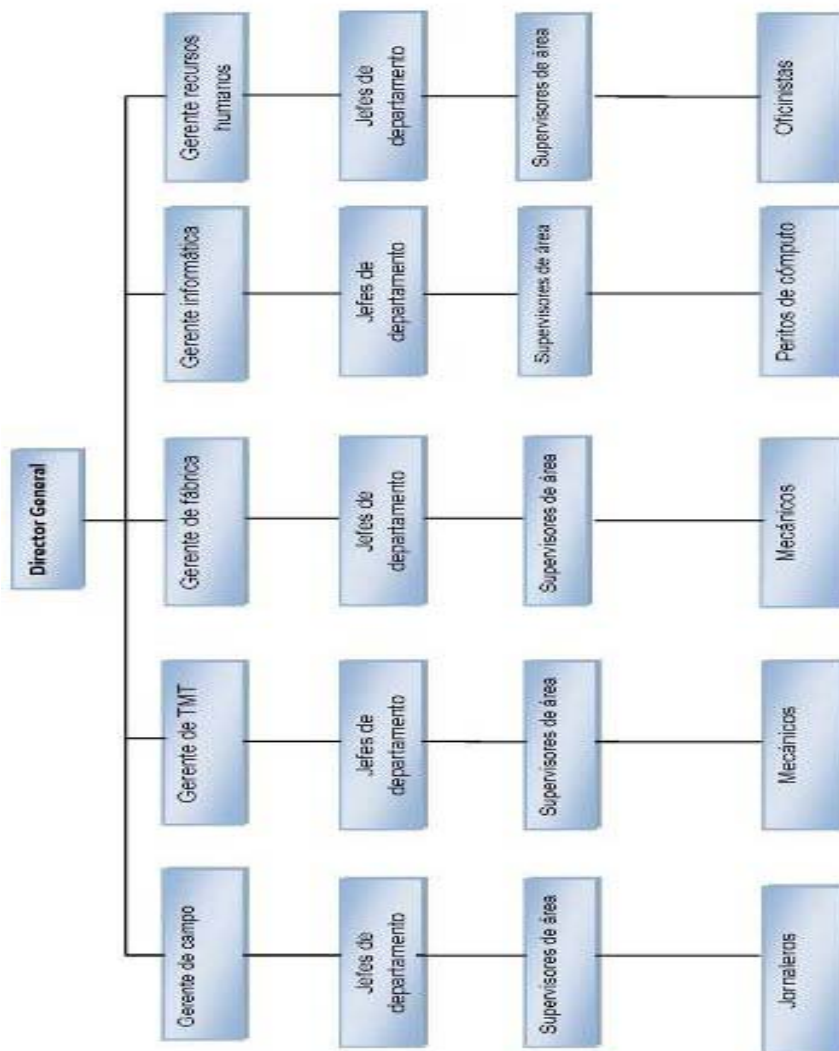 Director General
Gerente de campo
Gerente de TMT
Gerente de fábrica
Gerente informática
Gerente recursos
humanos
Jefes de
departamento
Jefes de
departamento
Jefes de
departamento
Jefes de
departamento
Jefes de
departamento
Supervisores de área
Supervisores de área
Supervisores de área
Supervisores de área
Supervisores de área
Jornaleros
Mecánicos
Mecánicos
Peritos de cómputo
Oficinistas